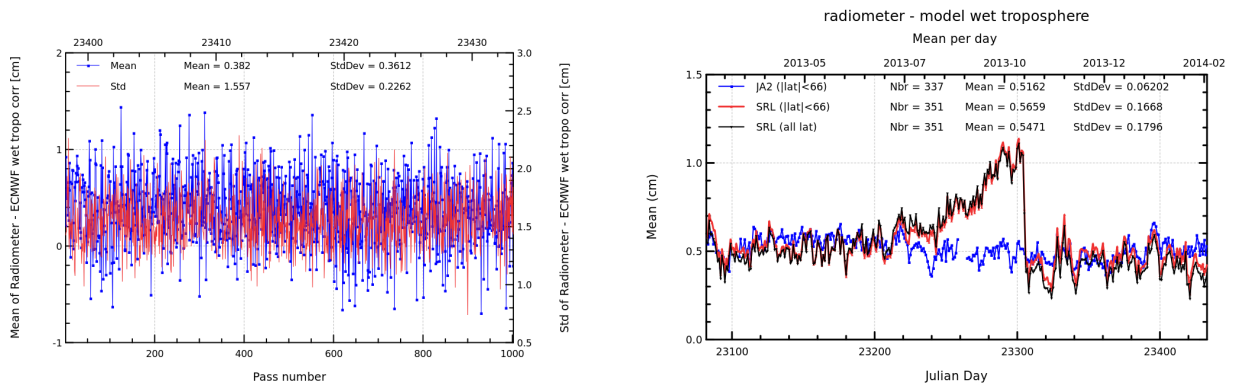 23400 23410 23420 23430
Mean of Radiometer - ECMWF wet tropo corr [cm]
2
1
0
-1
Mean Mean = 0.382 StdDev = 0.3612
Std Mean = 1.557 StdDev = 0.2262
3.0
2.5
2.0
1.5
1.0
0.5
Std of Radiometer - ECMWF wet tropo corr [cm]
200 400 600 800 1000
Pass number
radiometer - model wet troposphere
Mean per day
2013-05 2013-07 2013-10 2013-12 2014-02
Mean (cm)
1.5
1.0
0.5
0.0
JA2 (|lat|<66) Nbr = 337 Mean = 0.5162 StdDev = 0.06202
SRL (|lat|<66) Nbr = 351 Mean = 0.5659 StdDev = 0.1668
SRL (all lat) Nbr = 351 Mean = 0.5471 StdDev = 0.1796
23100 23200 23300 23400
Julian Day